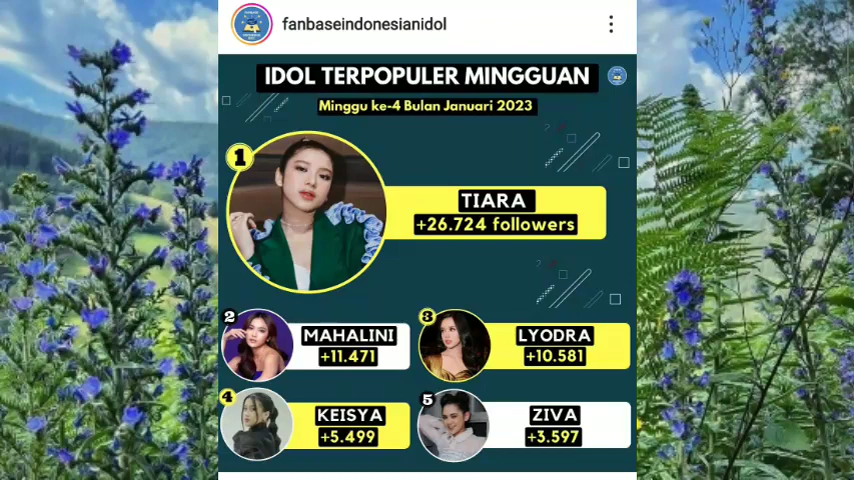 fanbaseindonesianidol
IDOL TERPOPULER MINGGUAN
Minggu ke-4 Bulan Januari 2023
1
TIARA
+26.724 followers
2
MAHALINI
+11.471
3
LYODRA
+10.581
4
KEISYA
+5.499
5
ZIVA
+3.597